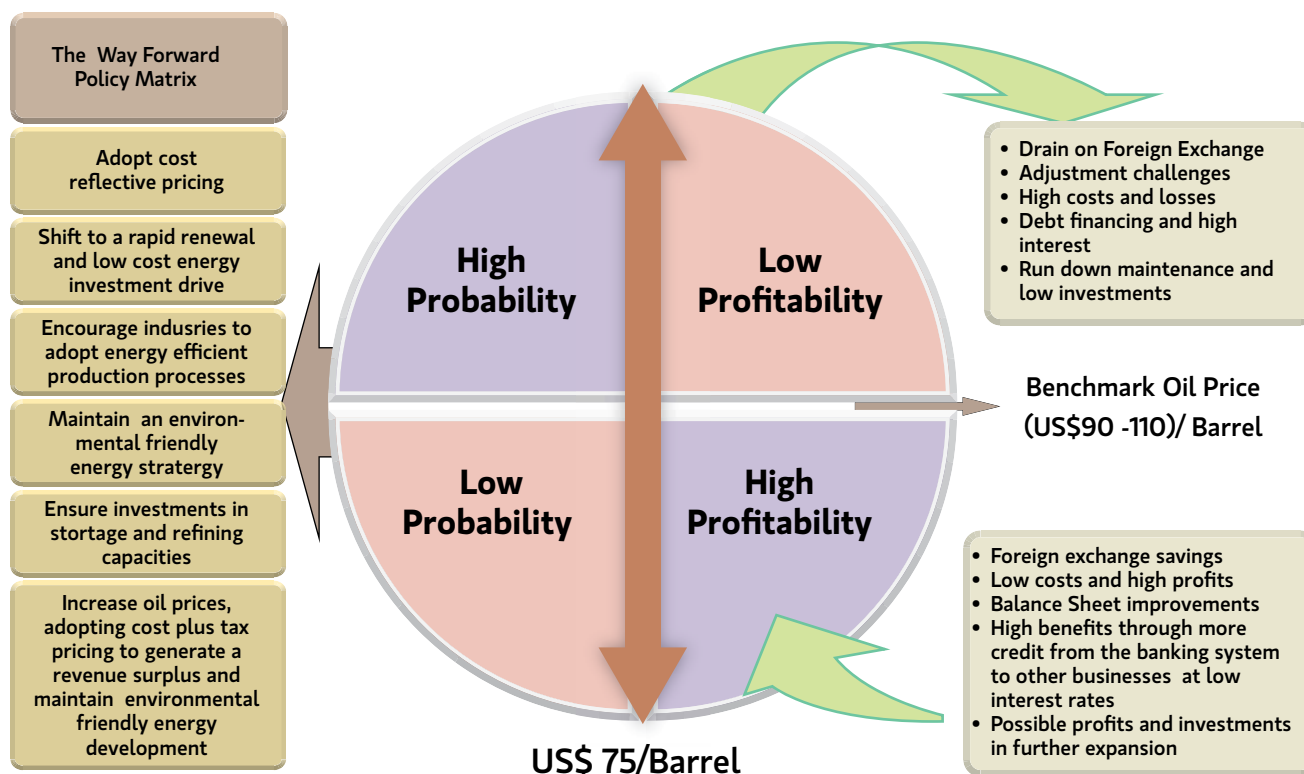 The Way Forward
Policy Matrix
Adopt cost
reflective pricing
Shift to a rapid renewal
and low cost energy
investment drive
Encourage indusries to
adopt energy efficient
production processes
Maintain an environ-
mental friendly
energy stratergy
Ensure investments in
stortage and refining
capacities
Increase oil prices,
adopting cost plus tax
pricing to generate a
revenue surplus and
maintain environmental
friendly energy
development
High
Probability
Low
Profitability
Low
Probability
High
Profitability
US$ 75/Barrel
• Drain on Foreign Exchange
• Adjustment challenges
• High costs and losses
• Debt financing and high
interest
• Run down maintenance and
low investments
Benchmark Oil Price
(US$90 -110)/ Barrel
• Foreign exchange savings
• Low costs and high profits
• Balance Sheet improvements
• High benefits through more
credit from the banking system
to other businesses at low
interest rates
• Possible profits and investments
in further expansion